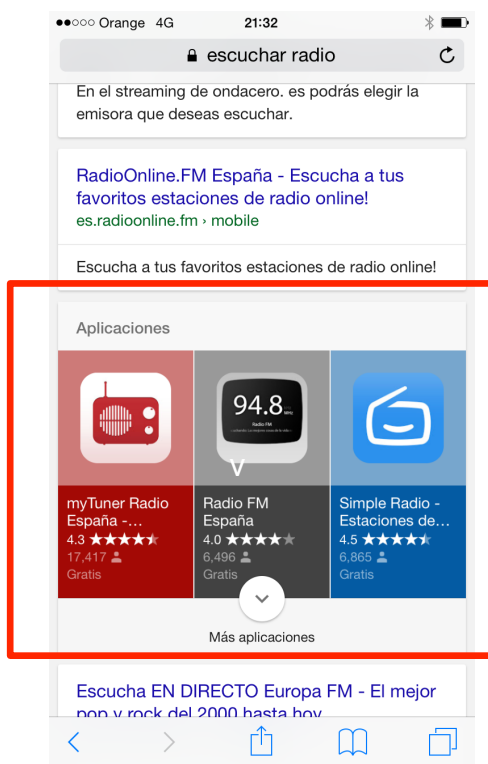 Orange 4G 21:32
escuchar radio
En el streaming de ondacero. es podrás elegir la
emisora que deseas escuchar.
RadioOnline.FM España - Escucha a tus
favoritos estaciones de radio online!
es.radioonline.fm › mobile
Escucha a tus favoritos estaciones de radio online!
Aplicaciones
94.8
MHz
Radio FM
V
myTuner Radio
España -...
4.3
17,417
Gratis
Radio FM
España
4.0
6,496
Gratis
Simple Radio -
Estaciones de...
4.5
6,865
Gratis
Más aplicaciones
Escucha EN DIRECTO Europa FM - El mejor
pop y rock del 2000 hasta hoy